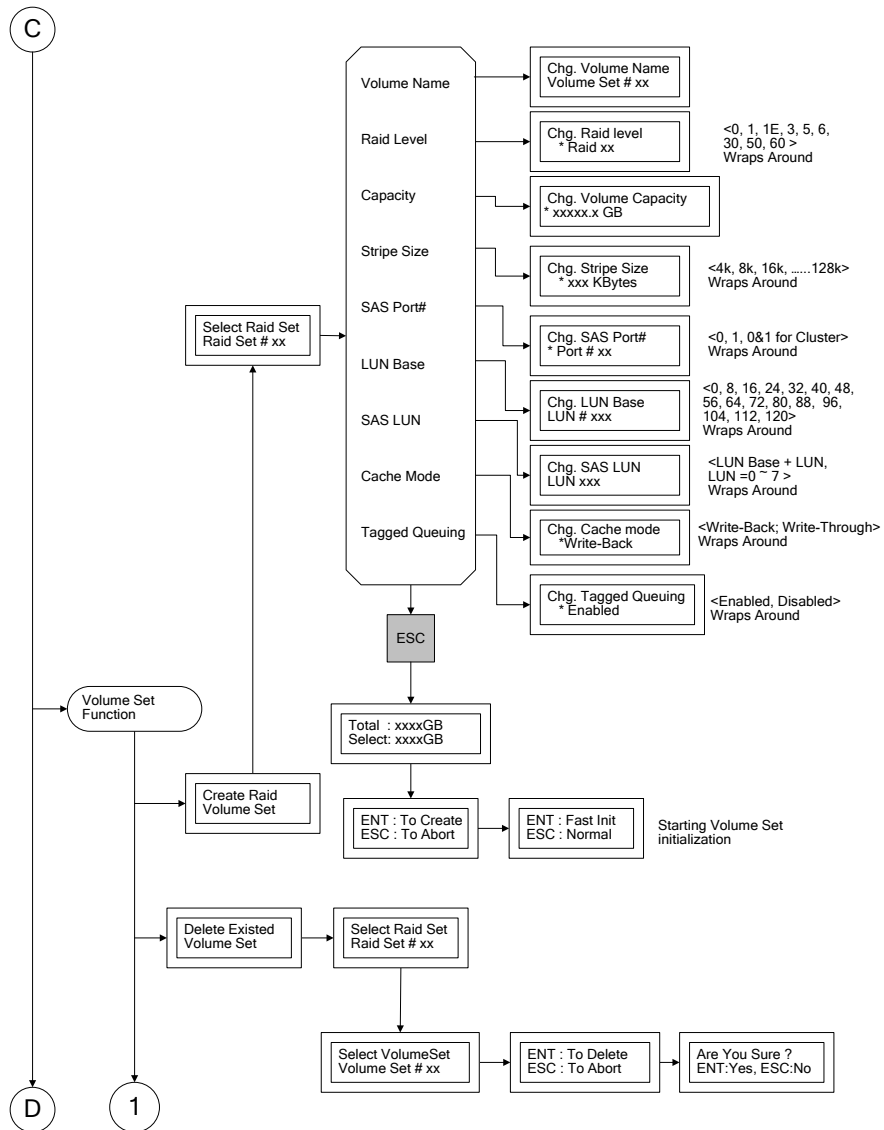 C
Volume Name
Chg. Volume Name
Volume Set # xx
Raid Level
Chg. Raid level
* Raid xx
<0, 1, 1E, 3, 5, 6,
30, 50, 60 >
Wraps Around
Capacity
Chg. Volume Capacity
* xxxxx.x GB
Stripe Size
Chg. Stripe Size
* xxx KBytes
<4k, 8k, 16k, ......128k>
Wraps Around
Select Raid Set
Raid Set # xx
SAS Port#
Chg. SAS Port#
* Port # xx
<0, 1, 0&1 for Cluster>
Wraps Around
LUN Base
Chg. LUN Base
LUN # xxx
<0, 8, 16, 24, 32, 40, 48,
56, 64, 72, 80, 88, 96,
104, 112, 120>
Wraps Around
SAS LUN
Chg. SAS LUN
LUN xxx
<LUN Base + LUN,
LUN =0 ~ 7 >
Wraps Around
Cache Mode
Chg. Cache mode
*Write-Back
<Write-Back; Write-Through>
Wraps Around
Tagged Queuing
Chg. Tagged Queuing
* Enabled
<Enabled, Disabled>
Wraps Around
ESC
Volume Set
Function
Total : xxxxGB
Select: xxxxGB
Create Raid
Volume Set
ENT : To Create
ESC : To Abort
ENT : Fast Init
ESC : Normal
Starting Volume Set
initialization
Delete Existed
Volume Set
Select Raid Set
Raid Set # xx
Select VolumeSet
Volume Set # xx
ENT : To Delete
ESC : To Abort
Are You Sure ?
ENT:Yes, ESC:No
D
1